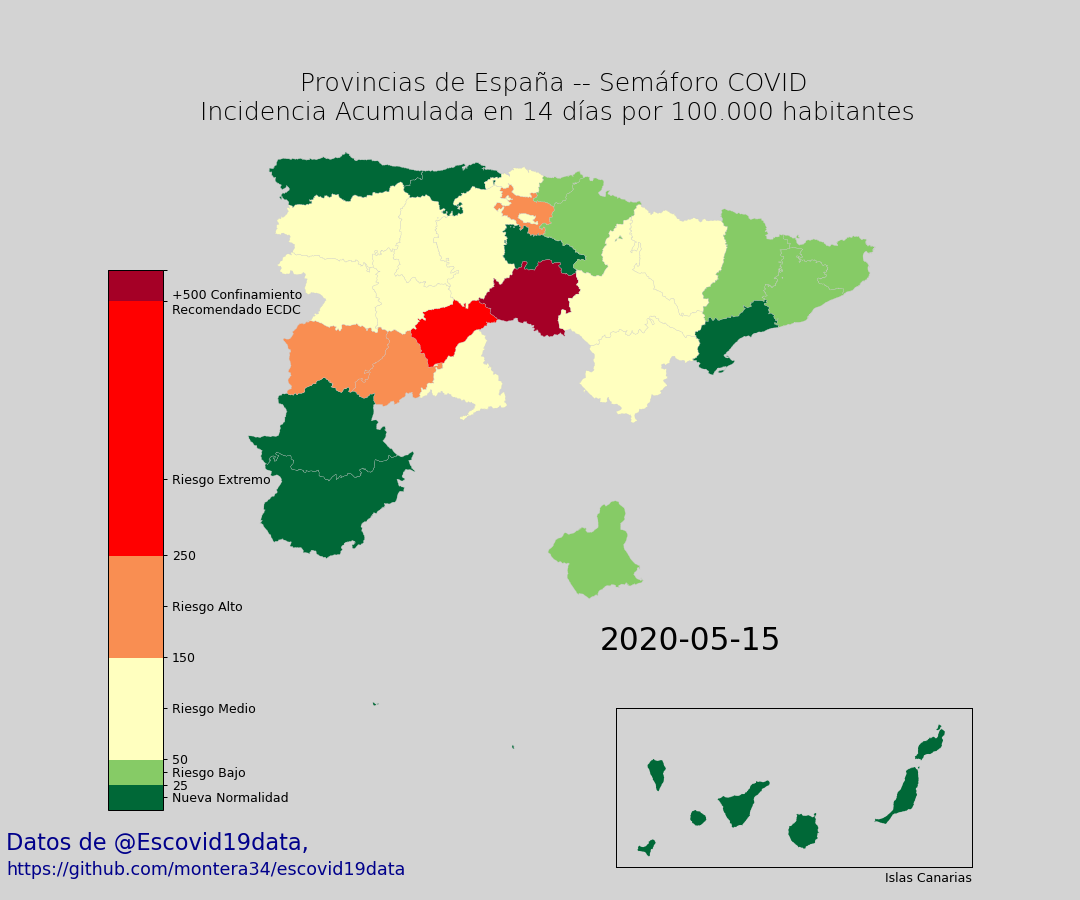 Provincias de España -- Semáforo COVID
Incidencia Acumulada en 14 días por 100.000 habitantes
+500 Confinamiento
Recomendado ECDC
Riesgo Extremo
250
Riesgo Alto
150
Riesgo Medio
50
Riesgo Bajo
25
Nueva Normalidad
2020-05-15
Islas Canarias
Datos de @Escovid19data,
https://github.com/montera34/escovid19data